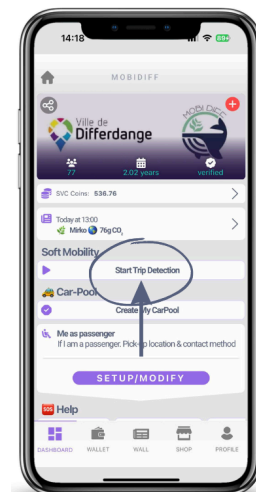 14:18
89+
MOBIDIFF
Ville de
Differdange
MOBI DIFF
77
2.02 years
verified
SVC Coins: 536.76
Today at 13:00
Mirko 76g CO2
Soft Mobility
Start Trip Detection
Car-Pool
Create My CarPool
Me as passenger
If I am a passenger. Pick-up location & contact method
SETUP/MODIFY
SOS Help
DASHBOARD
WALLET
WALL
SHOP
PROFILE